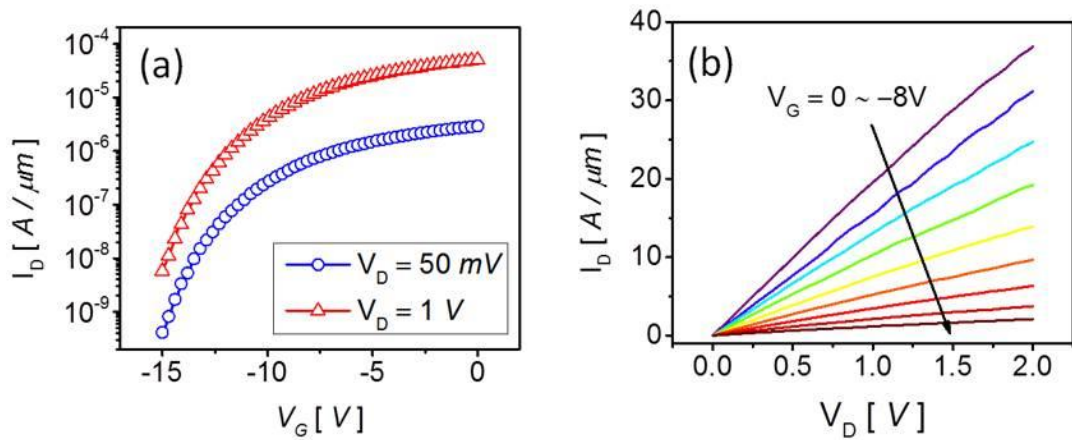 (a)
10⁻⁴
10⁻⁵
10⁻⁶
10⁻⁷
10⁻⁸
10⁻⁹
I_D [ A / μm ]
-15
-10
-5
0
V_G [ V ]
V_D = 50 mV
V_D = 1 V
(b)
40
30
20
10
0
I_D [ A / μm ]
V_G = 0 ~ −8V
0.0
0.5
1.0
1.5
2.0
V_D [ V ]